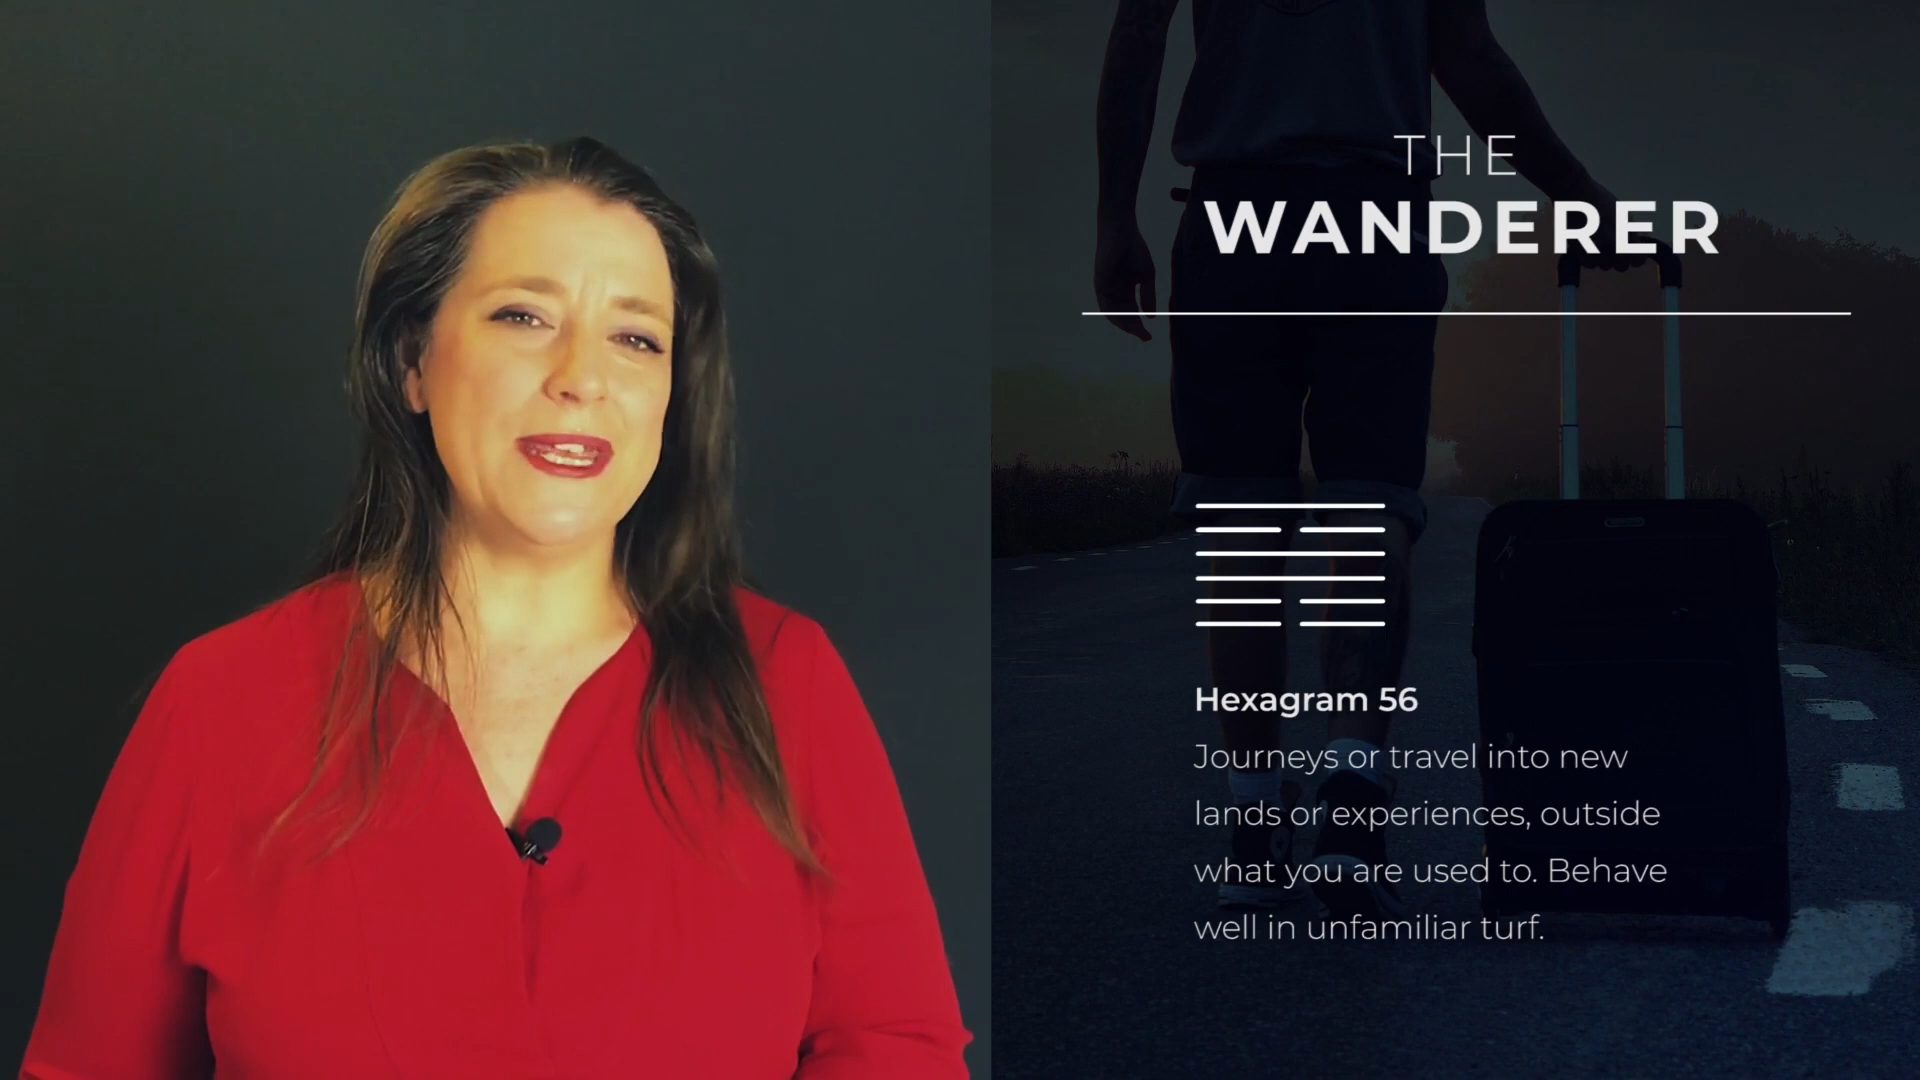 THE
WANDERER
Hexagram 56
Journeys or travel into new
lands or experiences, outside
what you are used to. Behave
well in unfamiliar turf.